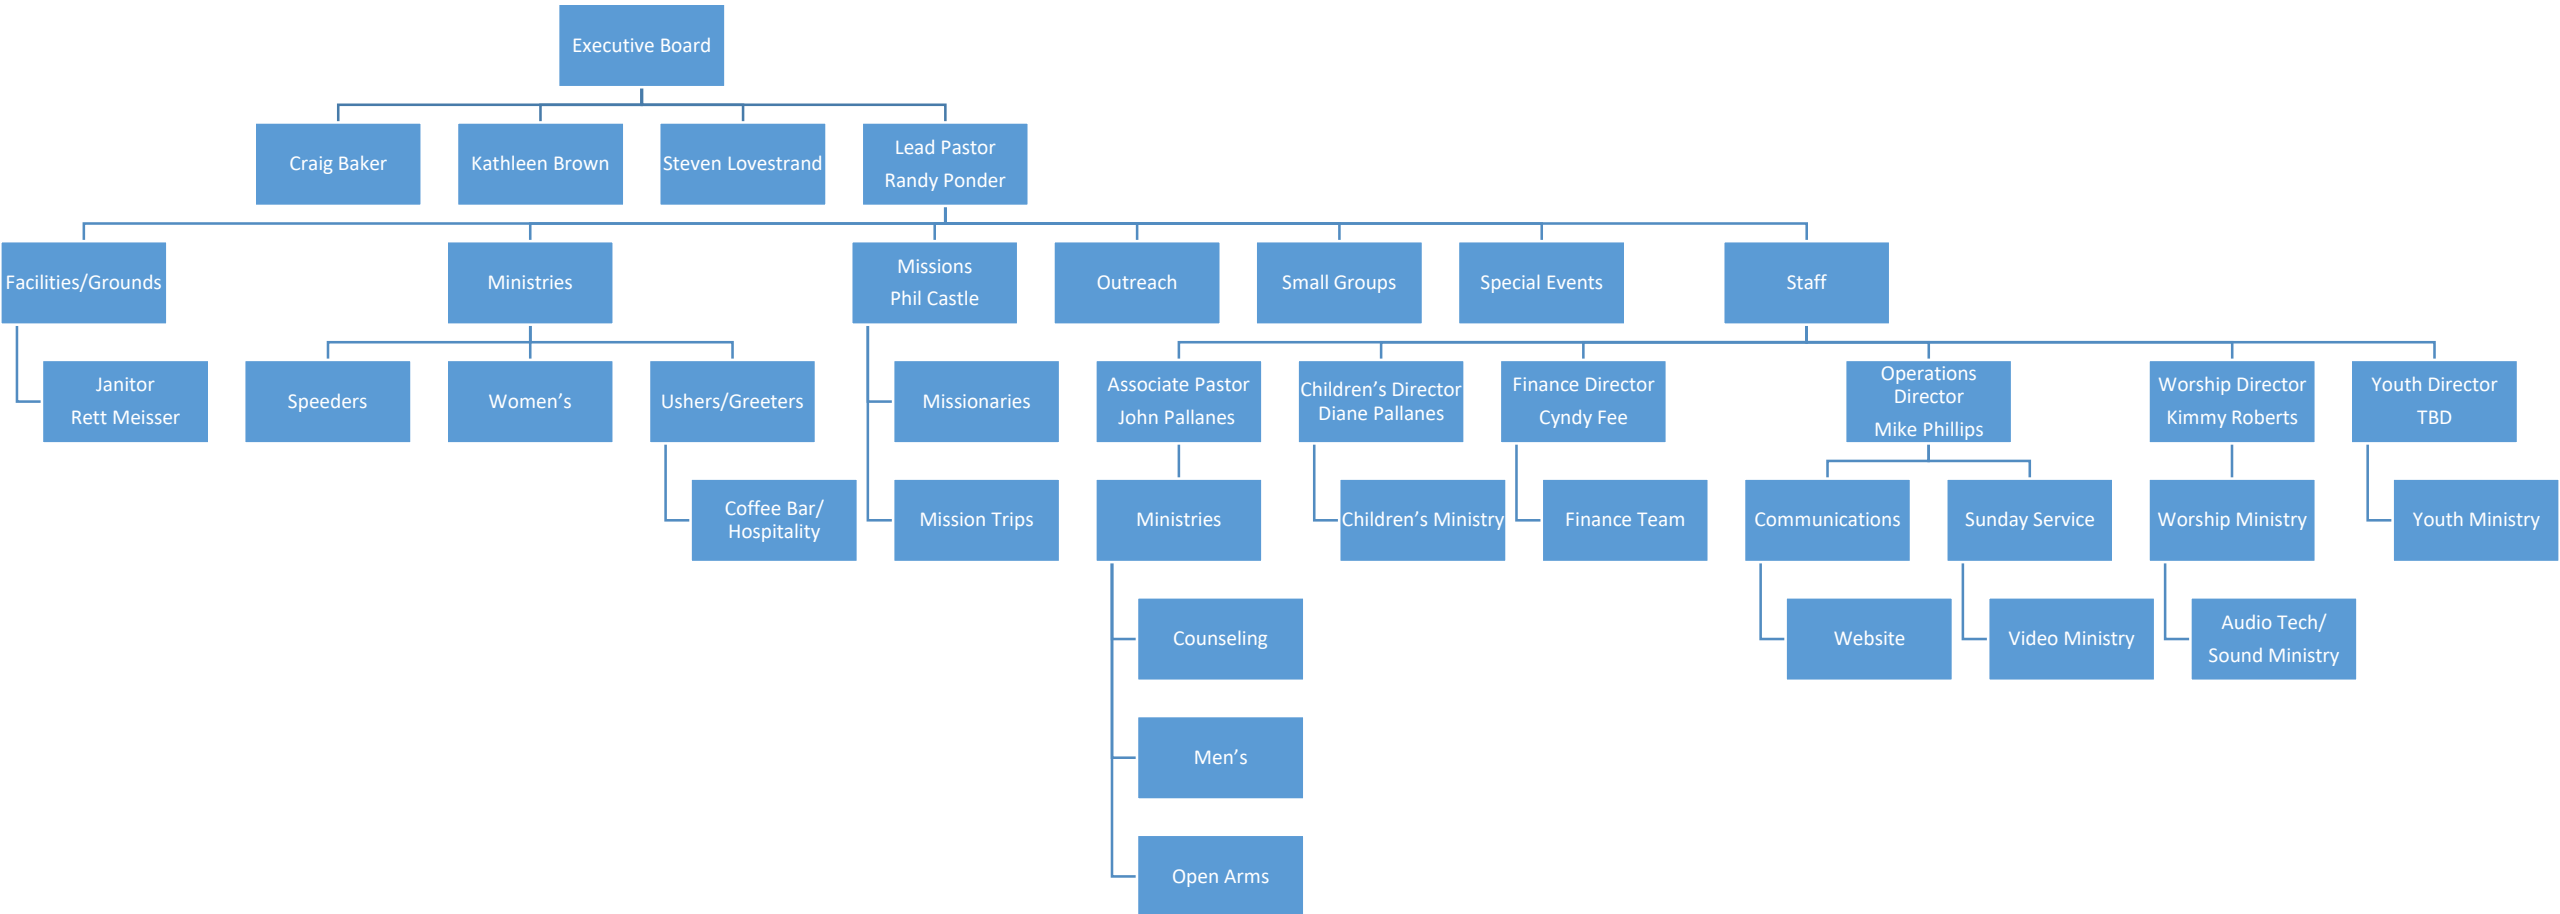 Executive Board
Craig Baker
Kathleen Brown
Steven Lovestrand
Lead Pastor
Randy Ponder
Facilities/Grounds
Ministries
Missions
Phil Castle
Outreach
Small Groups
Special Events
Staff
Janitor
Rett Meisser
Speeders
Women’s
Ushers/Greeters
Missionaries
Associate Pastor
John Pallanes
Children’s Director
Diane Pallanes
Finance Director
Cyndy Fee
Operations
Director
Mike Phillips
Worship Director
Kimmy Roberts
Youth Director
TBD
Coffee Bar/
Hospitality
Mission Trips
Ministries
Children’s Ministry
Finance Team
Communications
Sunday Service
Worship Ministry
Youth Ministry
Counseling
Website
Video Ministry
Audio Tech/
Sound Ministry
Men’s
Open Arms